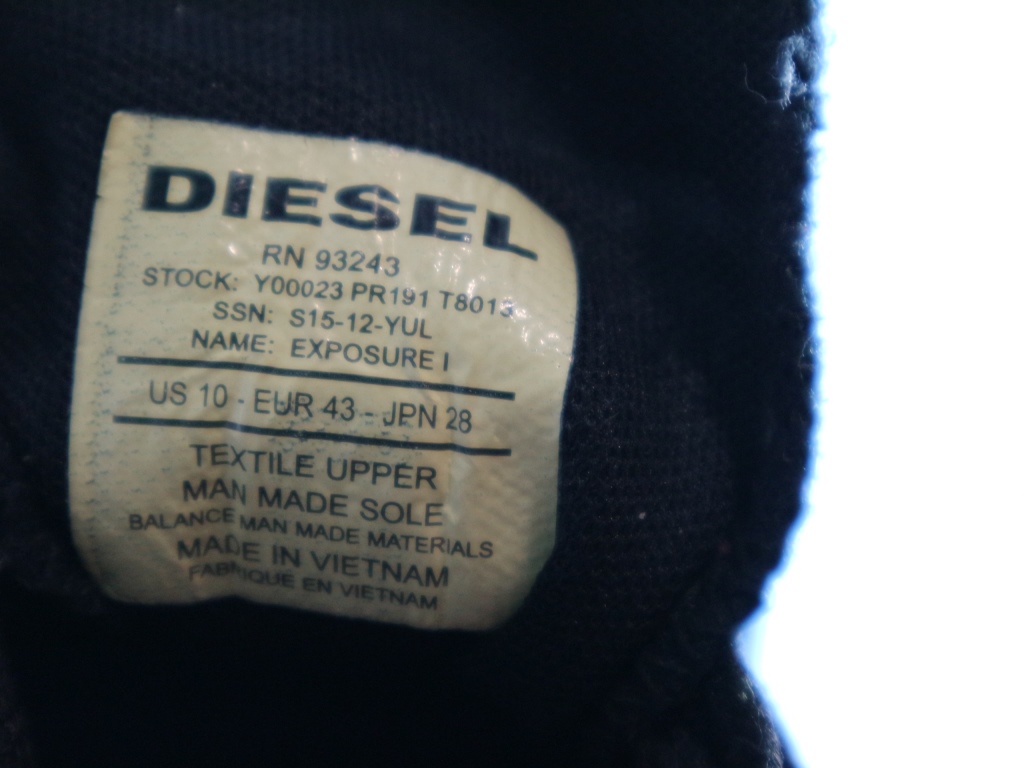 DIESEL
RN 93243
STOCK: Y00023 PR191 T8013
SSN: S15-12-YUL
NAME: EXPOSURE I
US 10 - EUR 43 - JPN 28
TEXTILE UPPER
MAN MADE SOLE
BALANCE MAN MADE MATERIALS
MADE IN VIETNAM
FABRIQUE EN VIETNAM